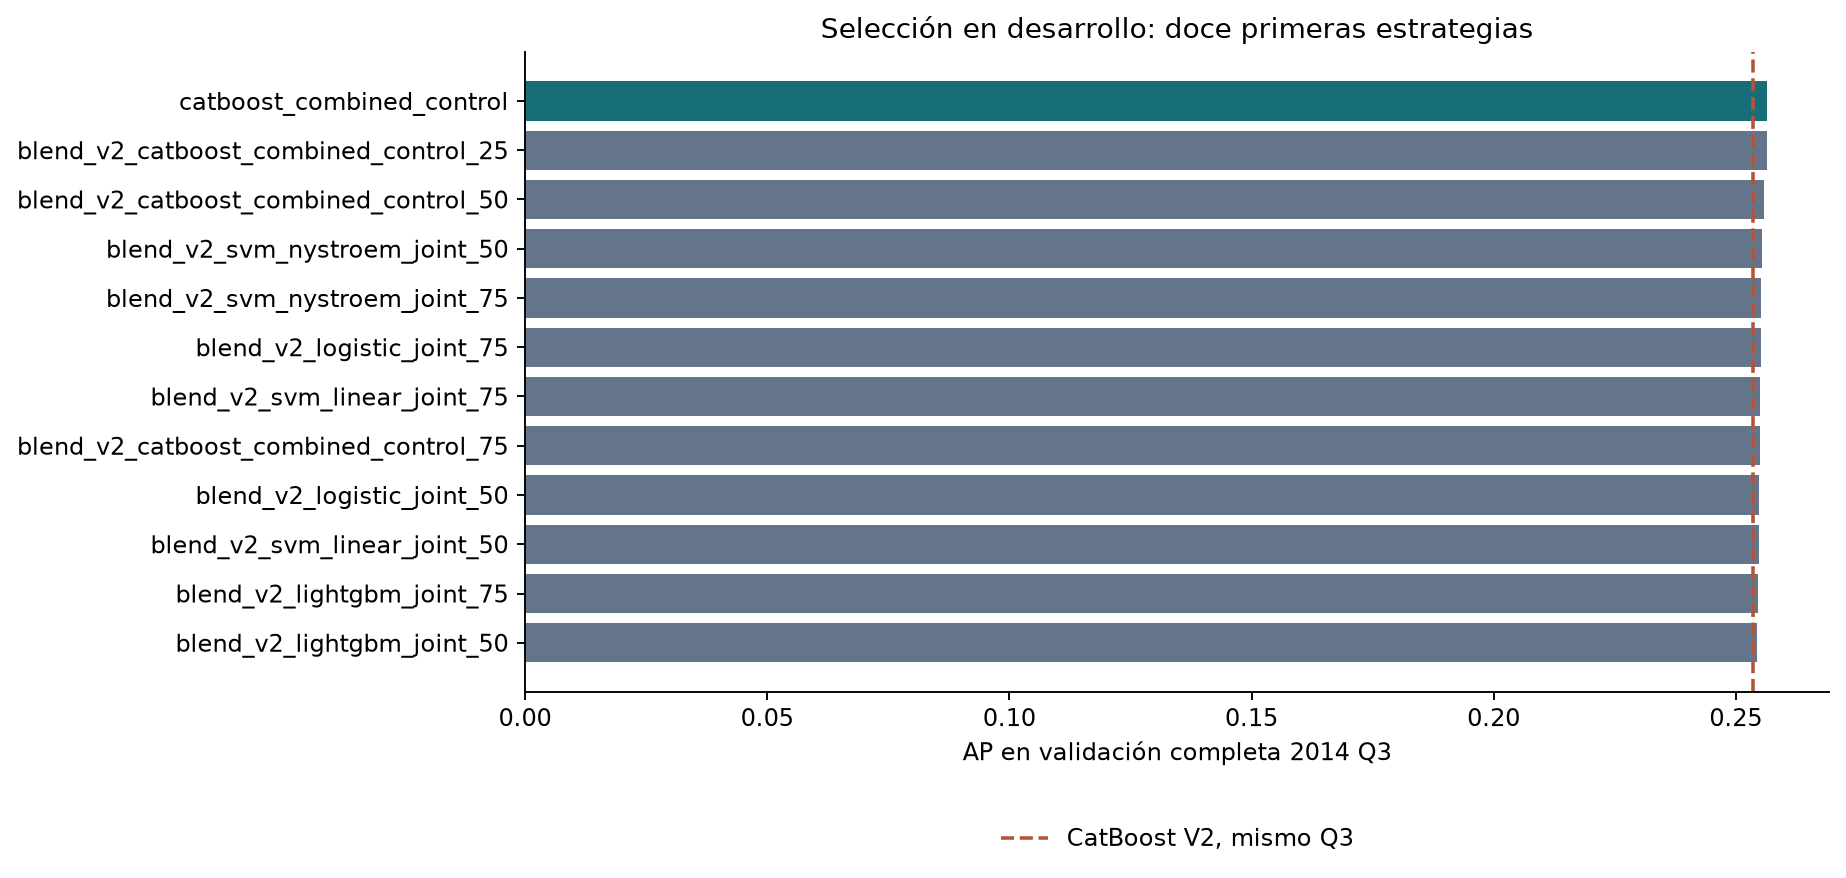 Selección en desarrollo: doce primeras estrategias
catboost_combined_control
blend_v2_catboost_combined_control_25
blend_v2_catboost_combined_control_50
blend_v2_svm_nystroem_joint_50
blend_v2_svm_nystroem_joint_75
blend_v2_logistic_joint_75
blend_v2_svm_linear_joint_75
blend_v2_catboost_combined_control_75
blend_v2_logistic_joint_50
blend_v2_svm_linear_joint_50
blend_v2_lightgbm_joint_75
blend_v2_lightgbm_joint_50
0.00 0.05 0.10 0.15 0.20 0.25
AP en validación completa 2014 Q3
CatBoost V2, mismo Q3